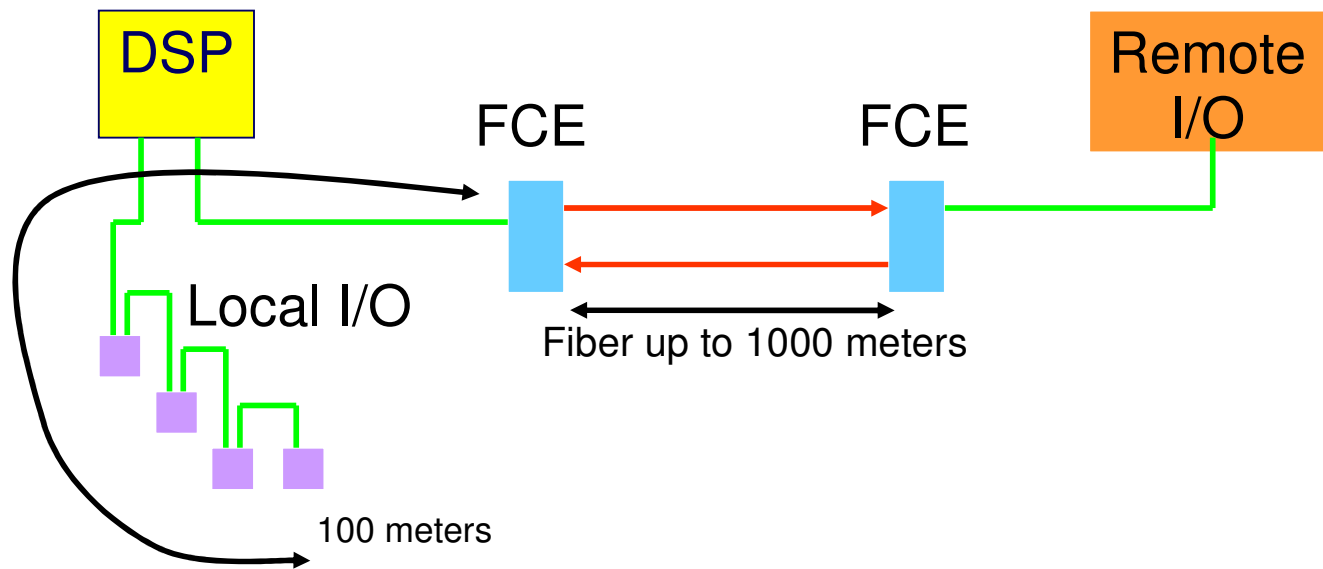 DSP
FCE
FCE
Remote
I/O
Local I/O
Fiber up to 1000 meters
100 meters